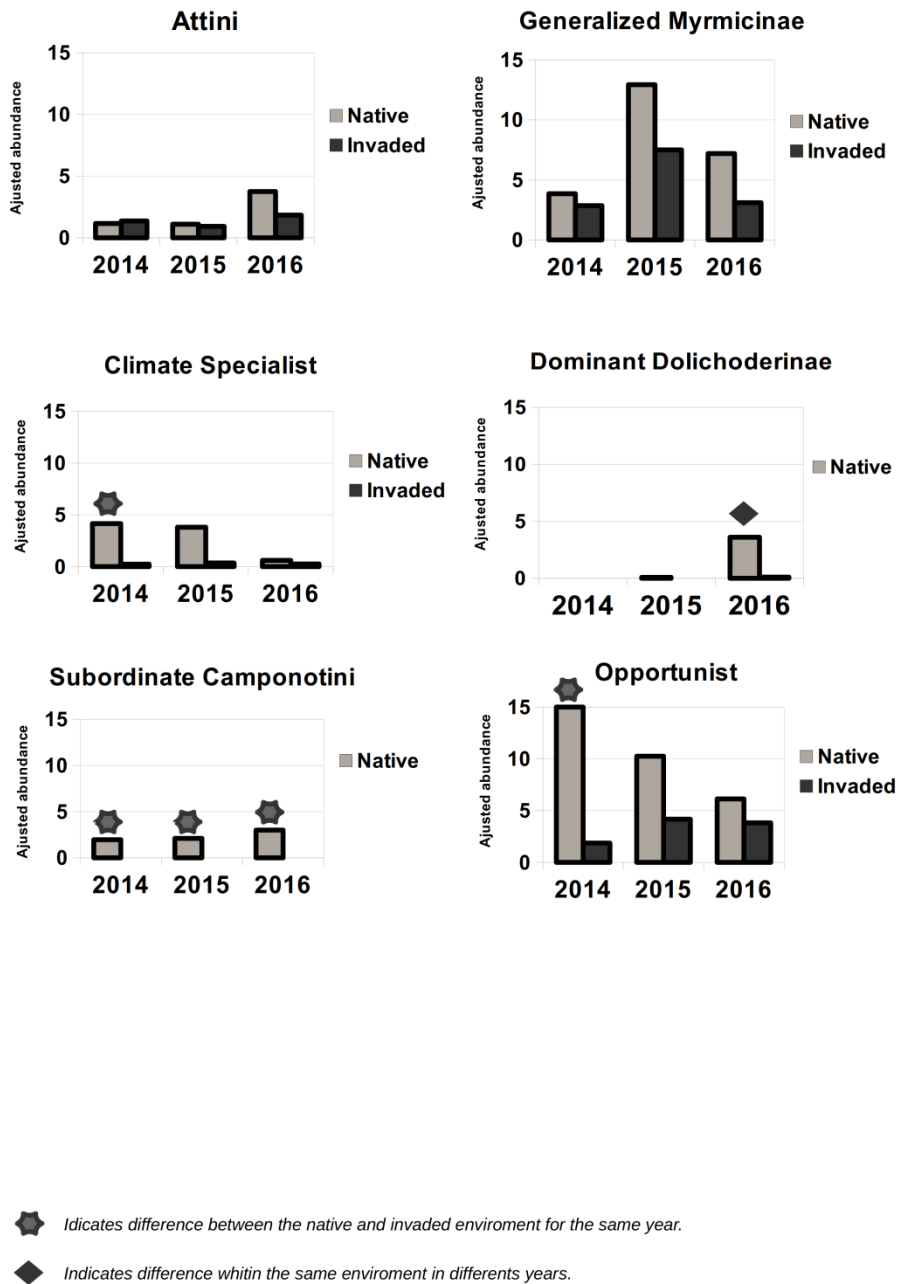 Attini
Ajusted abundance
15
10
5
0
2014 2015 2016
Native
Invaded
Generalized Myrmicinae
Ajusted abundance
15
10
5
0
2014 2015 2016
Native
Invaded
Climate Specialist
Ajusted abundance
15
10
5
0
2014 2015 2016
Native
Invaded
Dominant Dolichoderinae
Ajusted abundance
15
10
5
0
2014 2015 2016
Native
Subordinate Camponotini
Ajusted abundance
15
10
5
0
2014 2015 2016
Native
Opportunist
Ajusted abundance
15
10
5
0
2014 2015 2016
Native
Invaded
Idicates difference between the native and invaded enviroment for the same year.
Indicates difference whitin the same enviroment in differents years.